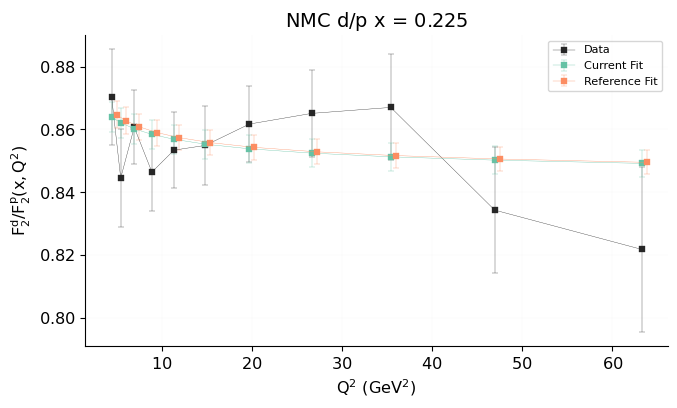 NMC d/p x = 0.225
Data
Current Fit
Reference Fit
F₂ᵈ/F₂ᵖ(x, Q²)
0.88
0.86
0.84
0.82
0.80
10
20
30
40
50
60
Q² (GeV²)